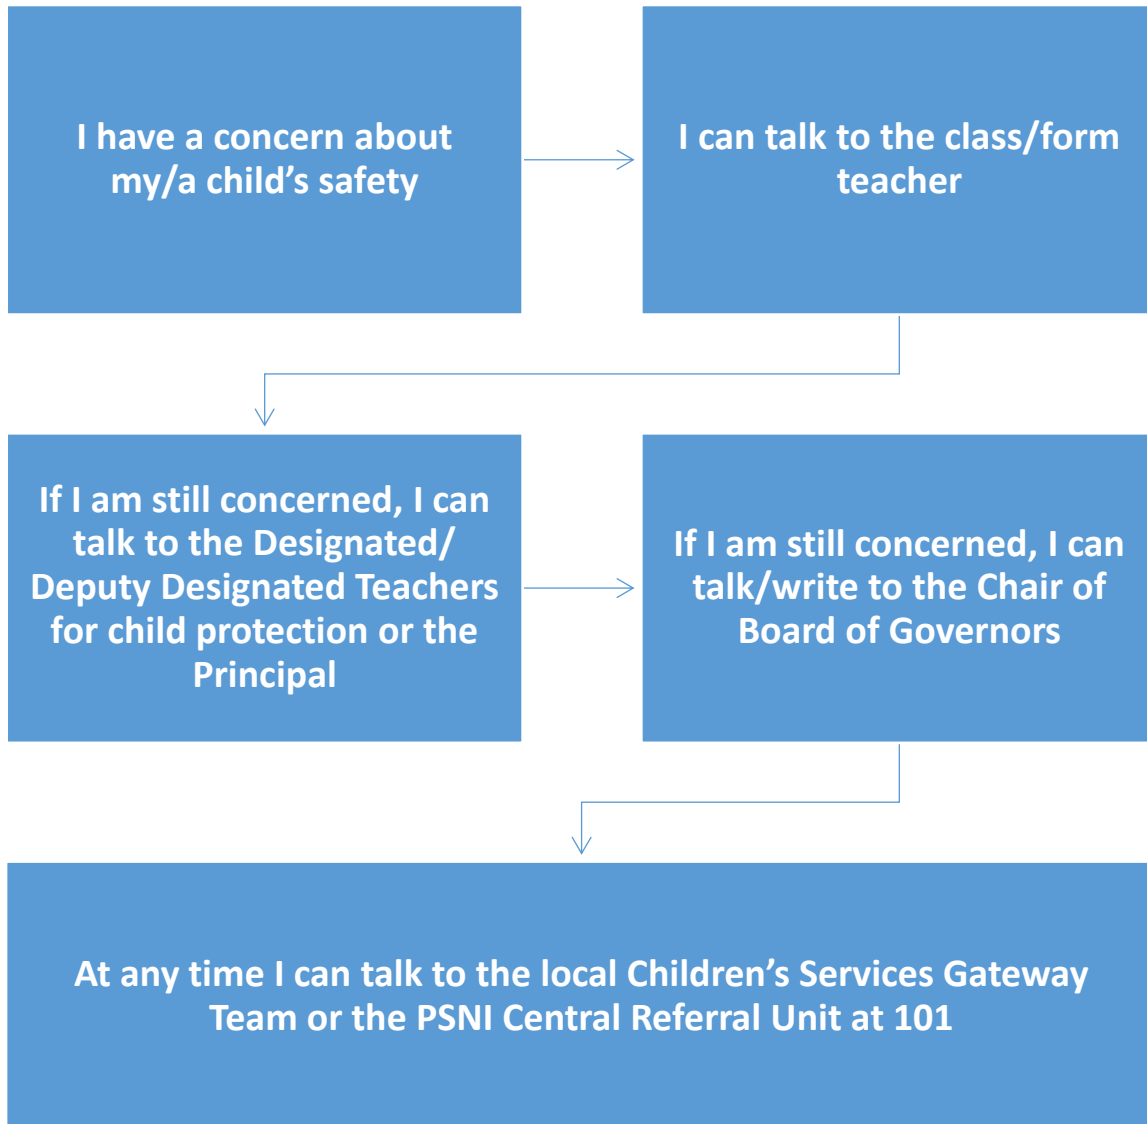 I have a concern about
my/a child’s safety
I can talk to the class/form
teacher
If I am still concerned, I can
talk to the Designated/
Deputy Designated Teachers
for child protection or the
Principal
If I am still concerned, I can
talk/write to the Chair of
Board of Governors
At any time I can talk to the local Children’s Services Gateway
Team or the PSNI Central Referral Unit at 101